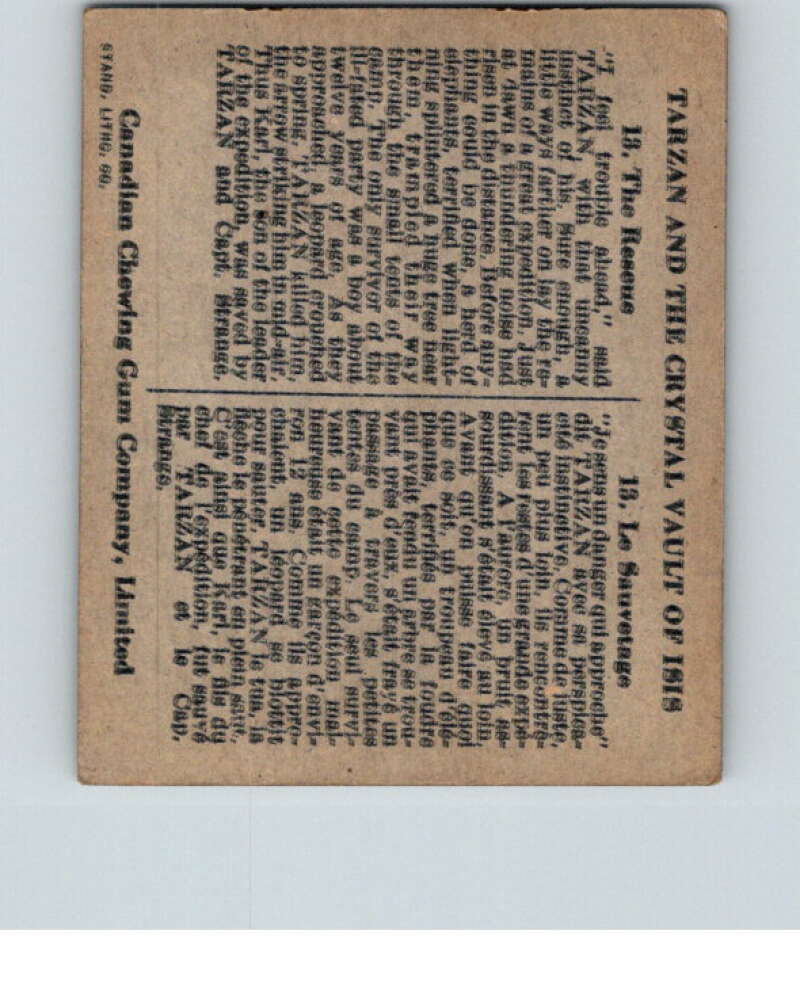 TARZAN AND THE CRYSTAL VAULT OF ISIS
13. The Rescue
"I feel trouble ahead," said
TARZAN, with that uncanny
instinct of his. Sure enough, a
little ways farther on lay the re-
mains of a great expedition. Just
at dawn a thundering noise had
risen in the distance. Before any-
thing could be done, a herd of
elephants, terrified when light-
ning splintered a huge tree near
them, trampled their way
through the small tents of the
camp. The only survivor of the
ill-fated party was a boy about
twelve years of age. As they
approached, a leopard crouched
to spring. TARZAN killed him,
the arrow striking him in mid-air.
Thus Karl, the son of the leader
of the expedition, was saved by
TARZAN and Capt. Strange.
13. Le Sauvetage
"Je sens un danger qui approche"
dit TARZAN avec sa perspica-
cité instinctive. Comme de juste,
un peu plus loin, ils rencontrè-
rent les restes d'une grande expé-
dition. A l'aurore, un bruit as-
sourdissant s'était élevé au loin.
Avant qu'on puisse faire quoi
que ce soit, un troupeau d'élé-
phants, terrifiés par la foudre
qui avait fendu un arbre se trou-
vant près d'eux, s'était frayé un
passage à travers les petites
tentes du camp. Le seul survi-
vant de cette expédition mal-
heureuse était un garçon d'envi-
ron 12 ans. Comme ils appro-
chaient, un léopard se blottit
pour sauter. TARZAN le tua, la
flèche le pénétrant en plein saut.
C'est ainsi que Karl, le fils du
chef de l'expédition, fut sauvé
par TARZAN et le Cap.
Strange.
Canadian Chewing Gum Company, Limited
STAND. LITHO. CO.